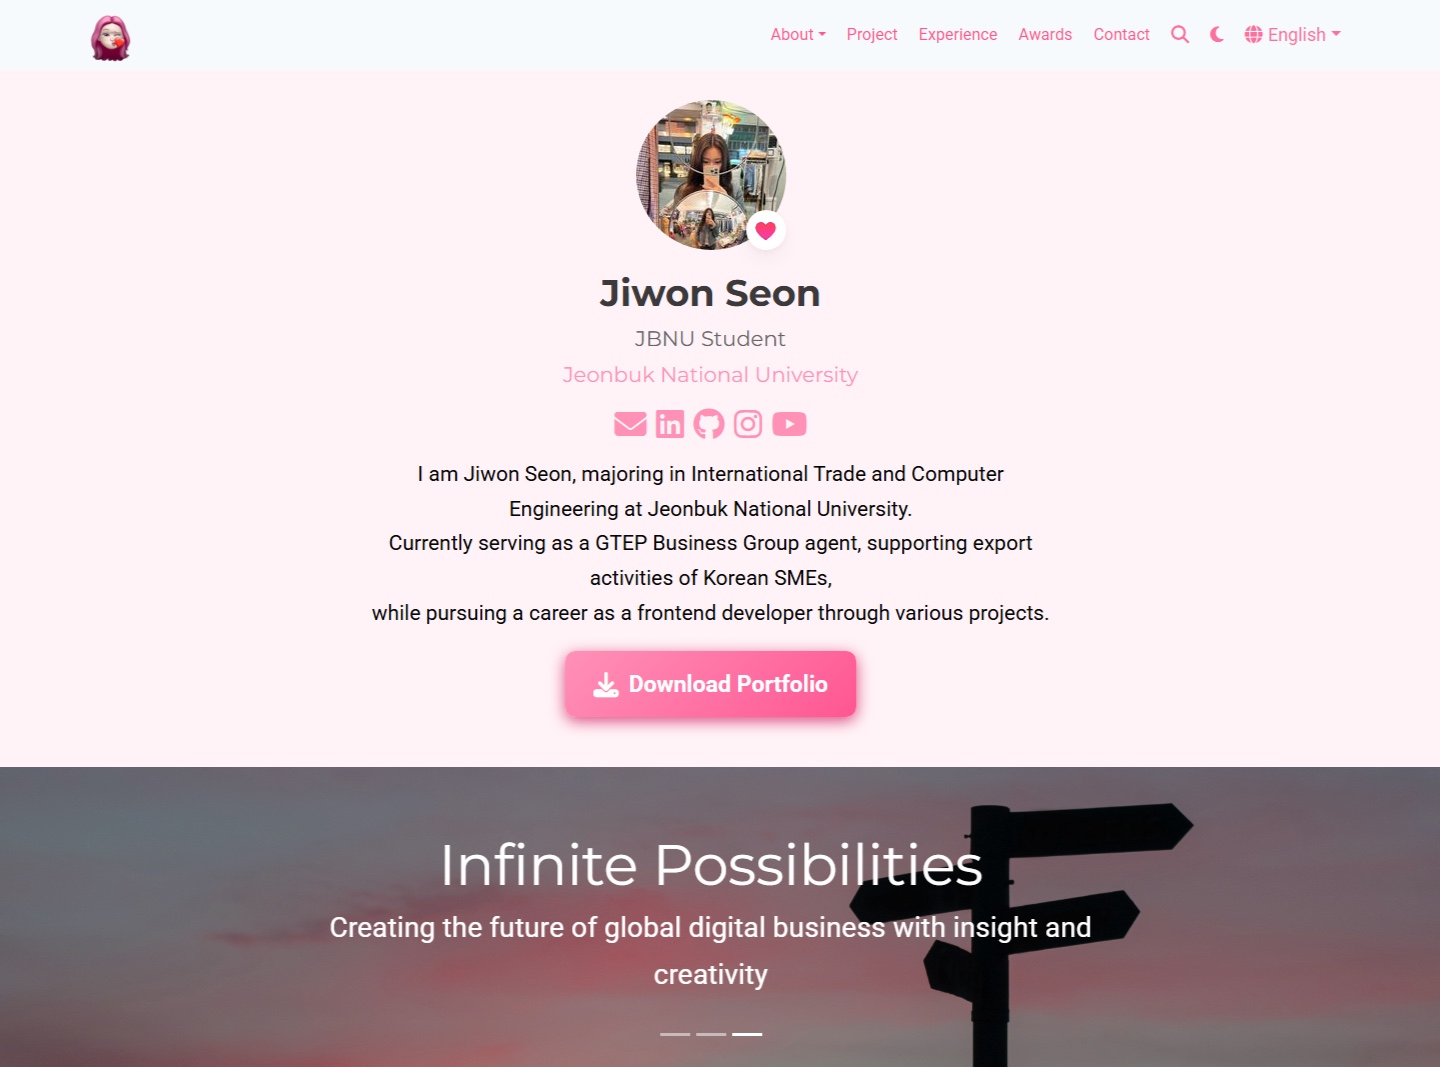 About
Project
Experience
Awards
Contact
English
Jiwon Seon
JBNU Student
Jeonbuk National University
in
I am Jiwon Seon, majoring in International Trade and Computer
Engineering at Jeonbuk National University.
Currently serving as a GTEP Business Group agent, supporting export
activities of Korean SMEs,
while pursuing a career as a frontend developer through various projects.
Download Portfolio
Infinite Possibilities
Creating the future of global digital business with insight and
creativity